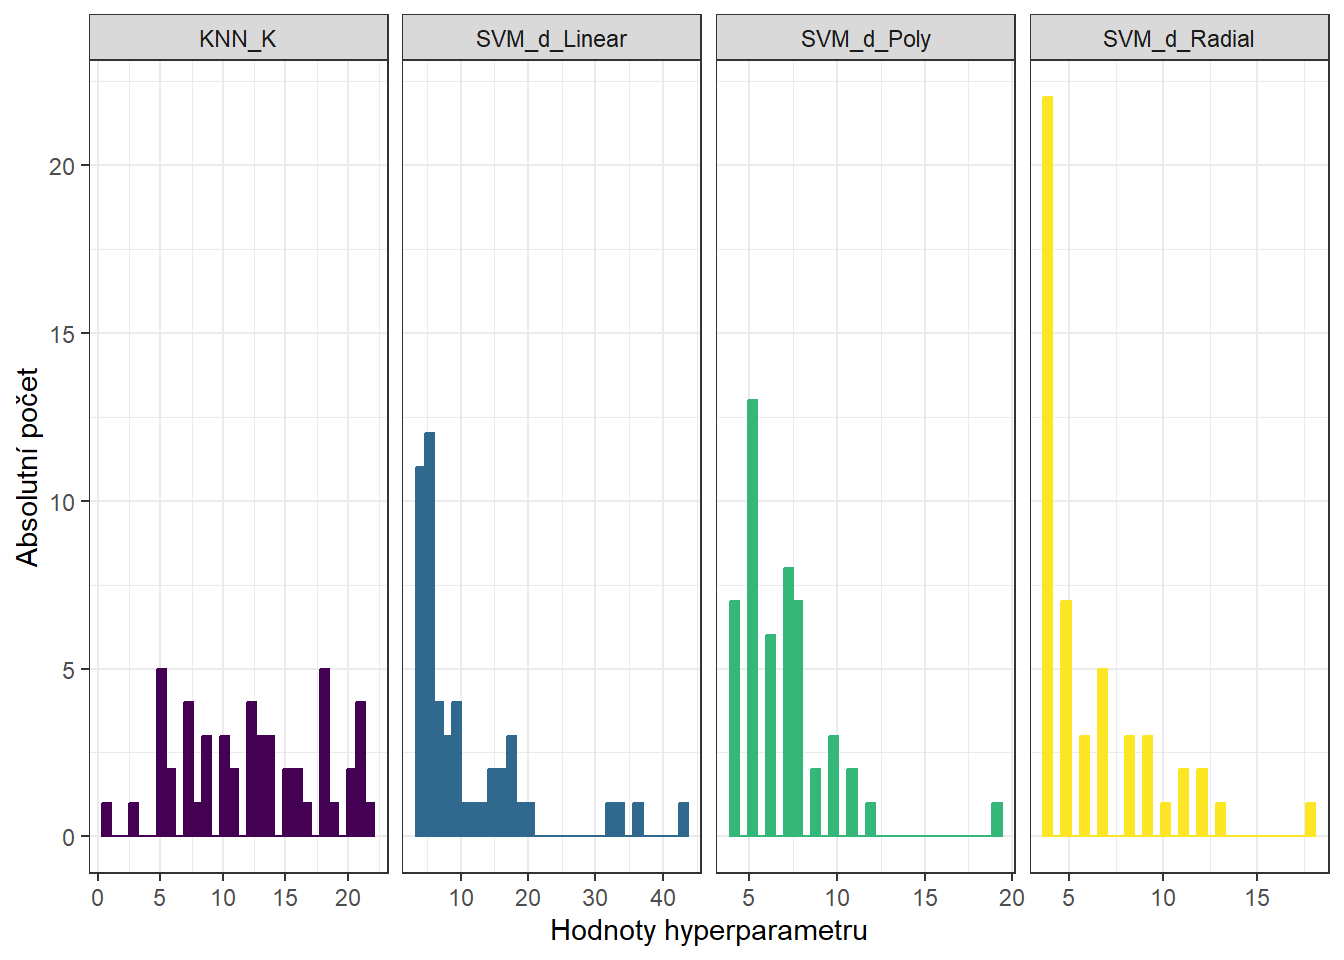 KNN_K SVM_d_Linear SVM_d_Poly SVM_d_Radial
Absolutní počet
20
15
10
5
0
0 5 10 15 20 10 20 30 40 5 10 15 20 5 10 15
Hodnoty hyperparametru